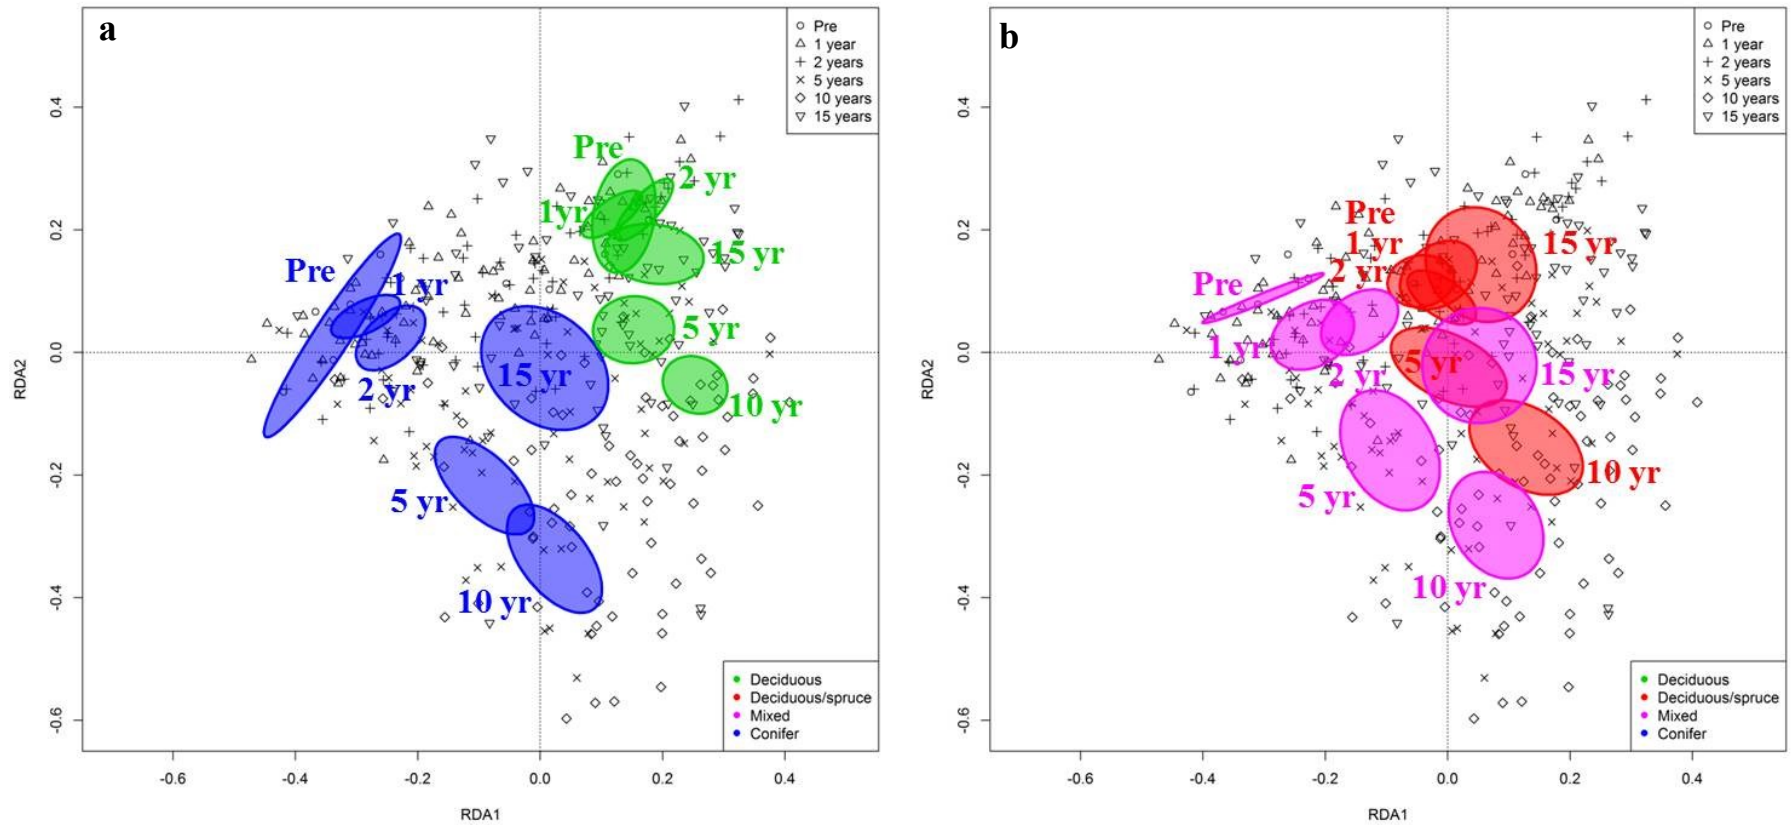 a
Pre
1 year
2 years
5 years
10 years
15 years
0.4
0.2
0.0
-0.2
-0.4
-0.6
RDA2
Pre
2 yr
1yr
15 yr
5 yr
10 yr
Pre
1 yr
2 yr
15 yr
5 yr
10 yr
Deciduous
Deciduous/spruce
Mixed
Conifer
-0.6
-0.4
-0.2
0.0
0.2
0.4
RDA1
b
Pre
1 year
2 years
5 years
10 years
15 years
0.4
0.2
0.0
-0.2
-0.4
-0.6
RDA2
Pre
1 yr
2 yr
15 yr
5 yr
10 yr
Pre
1 yr
2 yr
15 yr
5 yr
10 yr
Deciduous
Deciduous/spruce
Mixed
Conifer
-0.6
-0.4
-0.2
0.0
0.2
0.4
RDA1